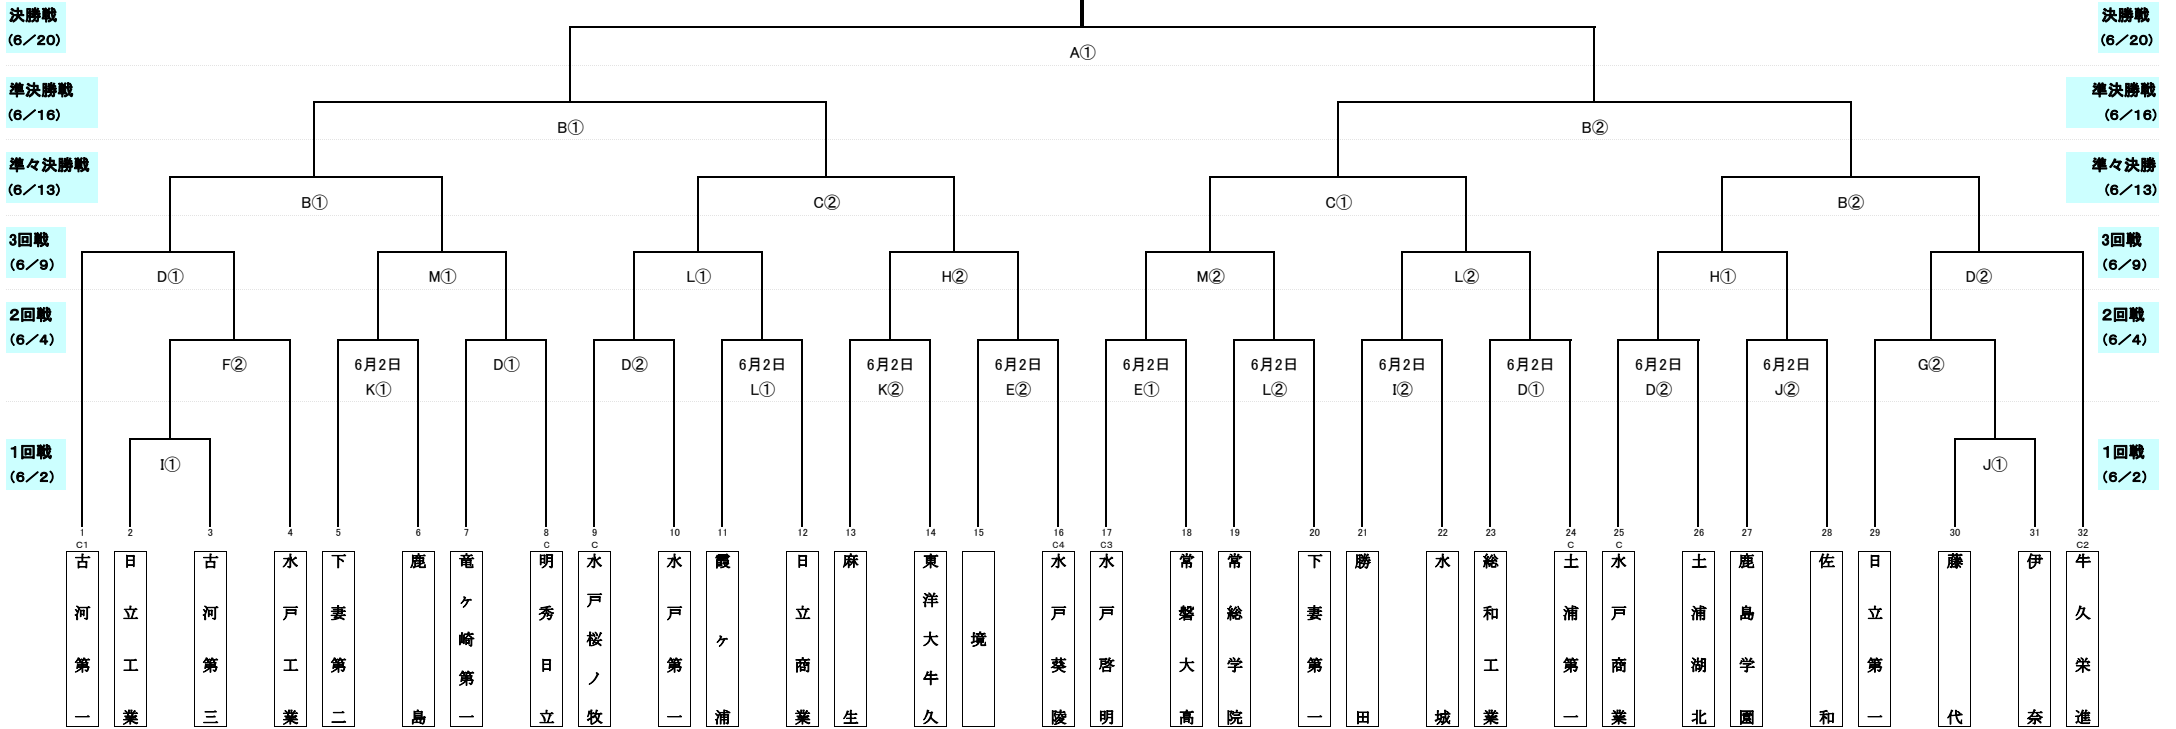 決勝戦
(6／20)
決勝戦
(6／20)
A①
準決勝戦
(6／16)
準決勝戦
(6／16)
B①
B②
準々決勝戦
(6／13)
準々決勝
(6／13)
B①
C②
C①
B②
3回戦
(6／9)
3回戦
(6／9)
D①
M①
L①
H②
M②
L②
H①
D②
2回戦
(6／4)
2回戦
(6／4)
F②
6月2日
K①
D①
D②
6月2日
L①
6月2日
K②
6月2日
E②
6月2日
E①
6月2日
L②
6月2日
I②
6月2日
D①
6月2日
D②
6月2日
J②
G②
1回戦
(6／2)
1回戦
(6／2)
I①
J①
1
C1
古河第一
2
日立工業
3
古河第三
4
水戸工業
5
下妻第二
6
鹿島
7
竜ヶ崎第一
8
C
明秀日立
9
C
水戸桜ノ牧
10
水戸第一
11
霞ヶ浦
12
日立商業
13
麻生
14
東洋大牛久
15
境
16
C4
水戸葵陵
17
C3
水戸啓明
18
常磐大高
19
常総学院
20
下妻第一
21
勝田
22
水城
23
総和工業
24
C
土浦第一
25
C
水戸商業
26
土浦湖北
27
鹿島学園
28
佐和
29
日立第一
30
藤代
31
伊奈
32
C2
牛久栄進